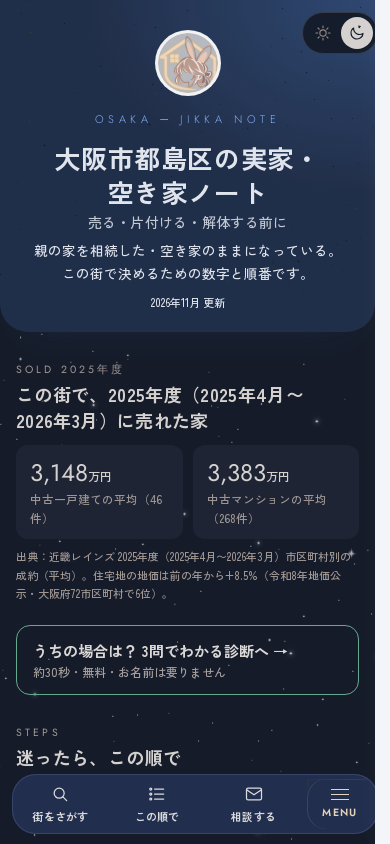 OSAKA — JIKKA NOTE
大阪市都島区の実家・
空き家ノート
売る・片付ける・解体する前に
親の家を相続した・空き家のままになっている。
この街で決めるための数字と順番です。
2026年11月 更新
SOLD 2025年度
この街で、2025年度（2025年4月〜
2026年3月）に売れた家
3,148万円
中古一戸建ての平均（46
件）
3,383万円
中古マンションの平均
（268件）
出典：近畿レインズ 2025年度（2025年4月〜2026年3月）市区町村別の
成約（平均）。住宅地の地価は前の年から+8.5%（令和8年地価公
示・大阪府72市区町村で6位）。
うちの場合は？ 3問でわかる診断へ →
約30秒・無料・お名前は要りません
STEPS
迷ったら、この順で
街をさがす
この順で
相談する
MENU